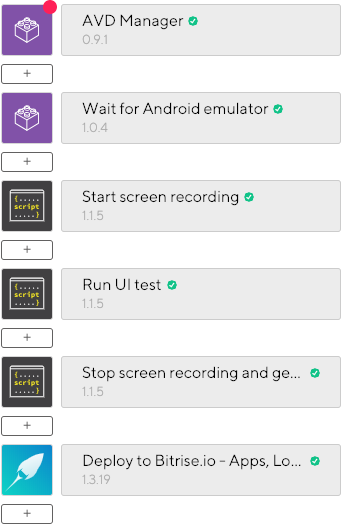 AVD Manager
0.9.1
+
Wait for Android emulator
1.0.4
+
{.....
script
.....}
Start screen recording
1.1.5
+
{.....
script
.....}
Run UI test
1.1.5
+
{.....
script
.....}
Stop screen recording and ge...
1.1.5
+
Deploy to Bitrise.io - Apps, Lo...
1.3.19
+